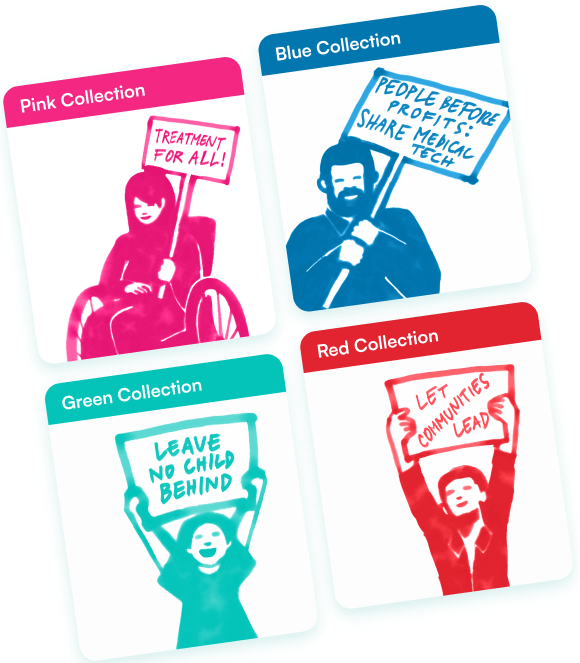 Pink Collection
TREATMENT
FOR ALL!
Blue Collection
PEOPLE BEFORE
PROFITS:
SHARE MEDICAL
TECH
Green Collection
LEAVE
NO CHILD
BEHIND
Red Collection
LET
COMMUNITIES
LEAD